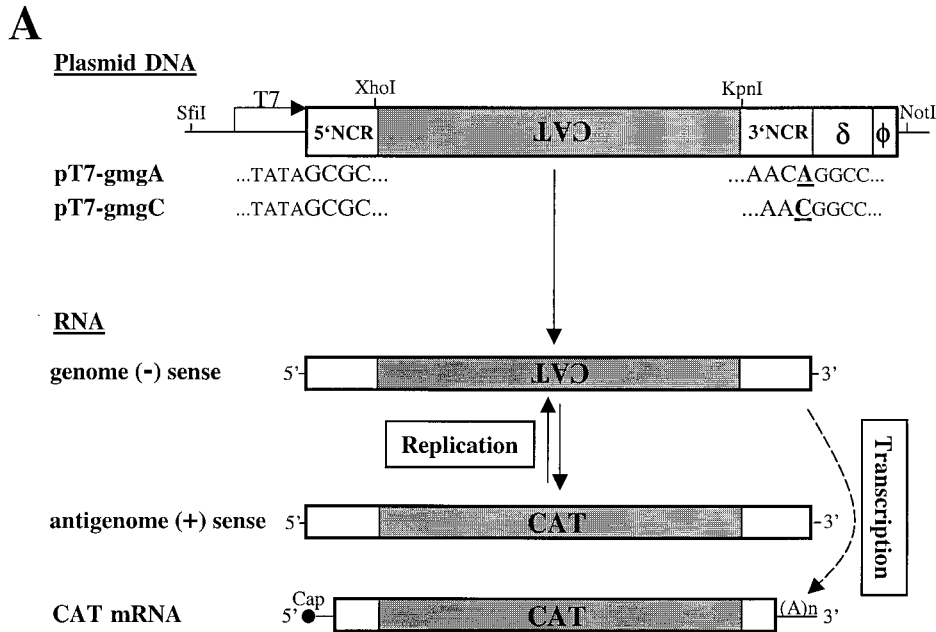 A
Plasmid DNA
SfiI T7 XhoI KpnI NotI
5'NCR CAT 3'NCR δ ϕ
pT7-gmgA ...TATAGCGC... ...AACAGGCC...
pT7-gmgC ...TATAGCGC... ...AACGGCC...
RNA
genome (-) sense 5'- CAT -3'
Replication
Transcription
antigenome (+) sense 5'- CAT -3'
CAT mRNA 5' Cap CAT (A)n 3'